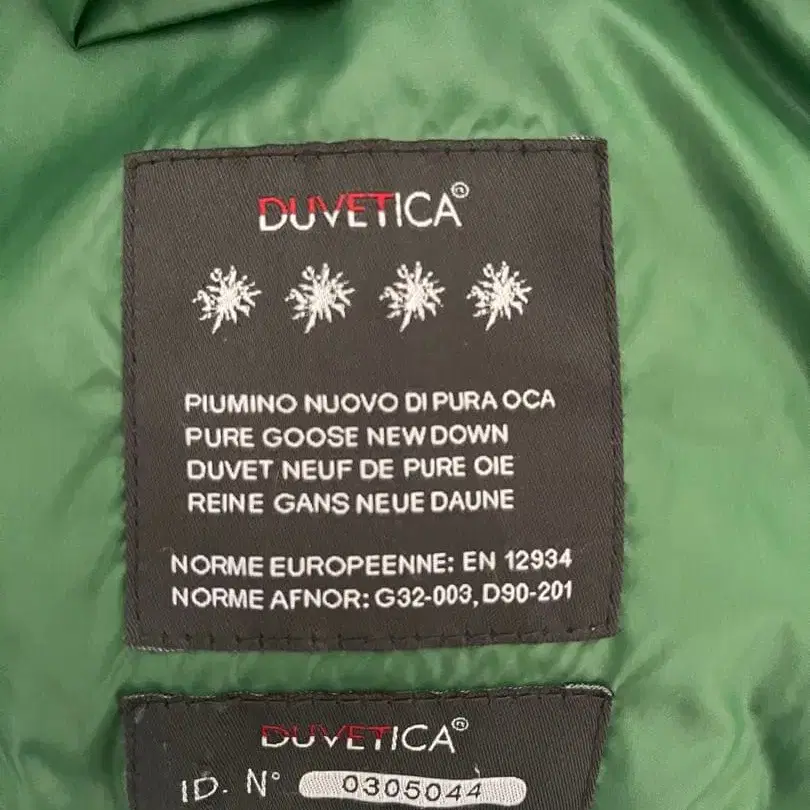 DUVETICA®
PIUMINO NUOVO DI PURA OCA
PURE GOOSE NEW DOWN
DUVET NEUF DE PURE OIE
REINE GANS NEUE DAUNE
NORME EUROPEENNE: EN 12934
NORME AFNOR: G32-003, D90-201
DUVETICA®
ID. N° 0305044